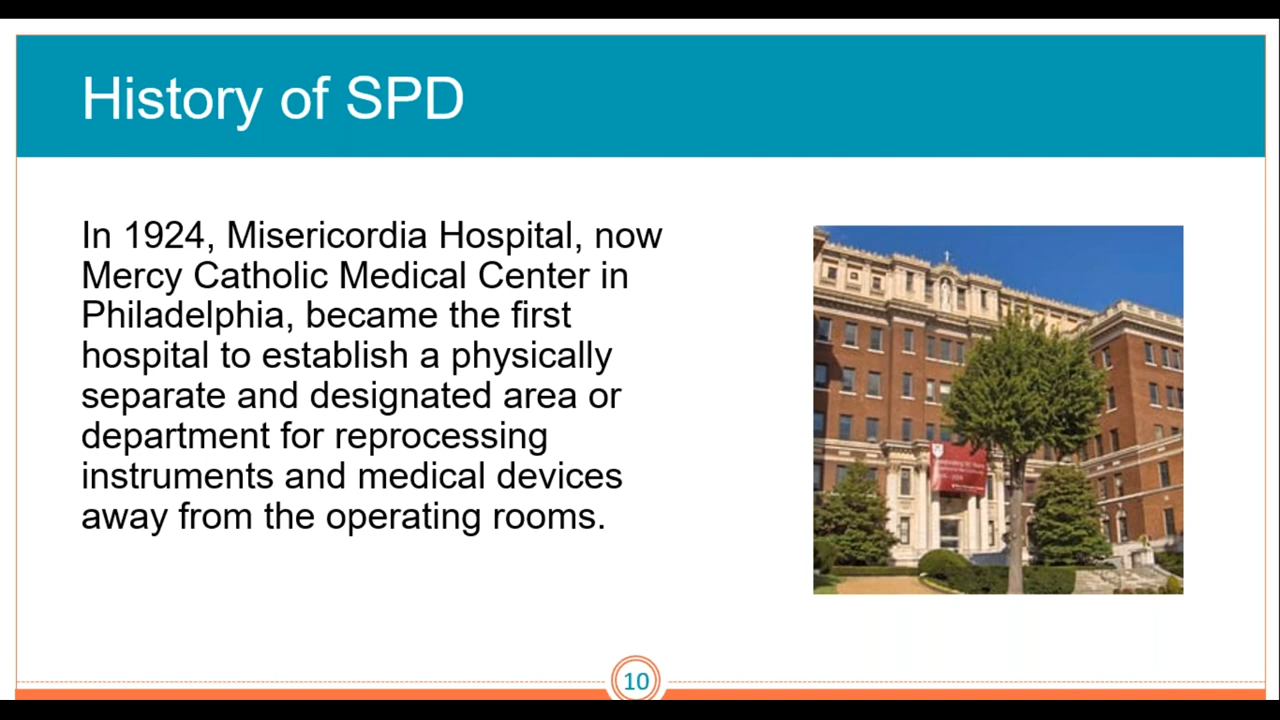 History of SPD
In 1924, Misericordia Hospital, now
Mercy Catholic Medical Center in
Philadelphia, became the first
hospital to establish a physically
separate and designated area or
department for reprocessing
instruments and medical devices
away from the operating rooms.
10